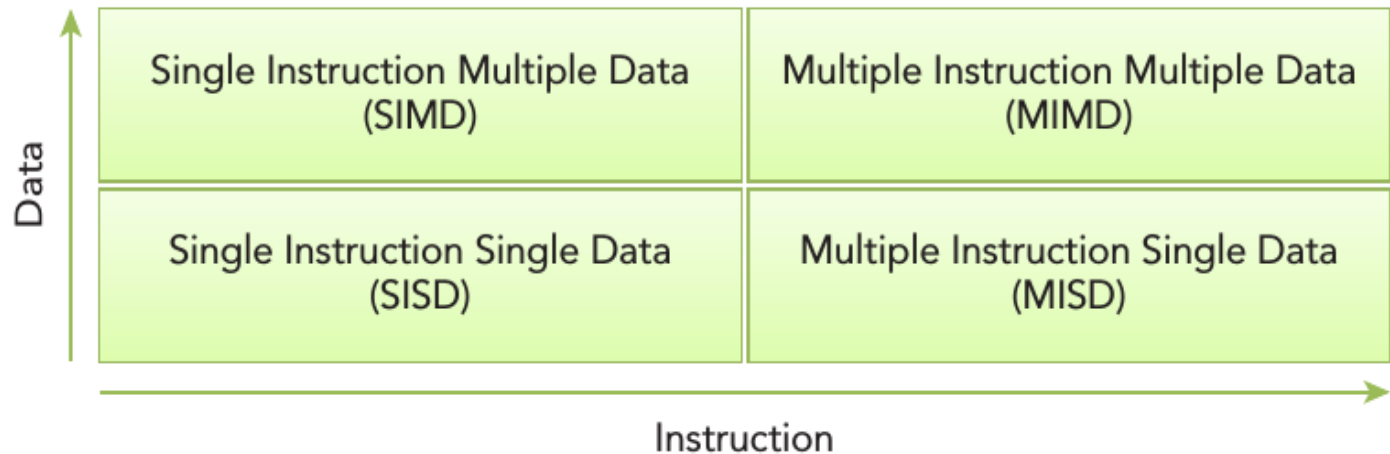 Single Instruction Multiple Data
(SIMD)
Multiple Instruction Multiple Data
(MIMD)
Data
Single Instruction Single Data
(SISD)
Multiple Instruction Single Data
(MISD)
Instruction